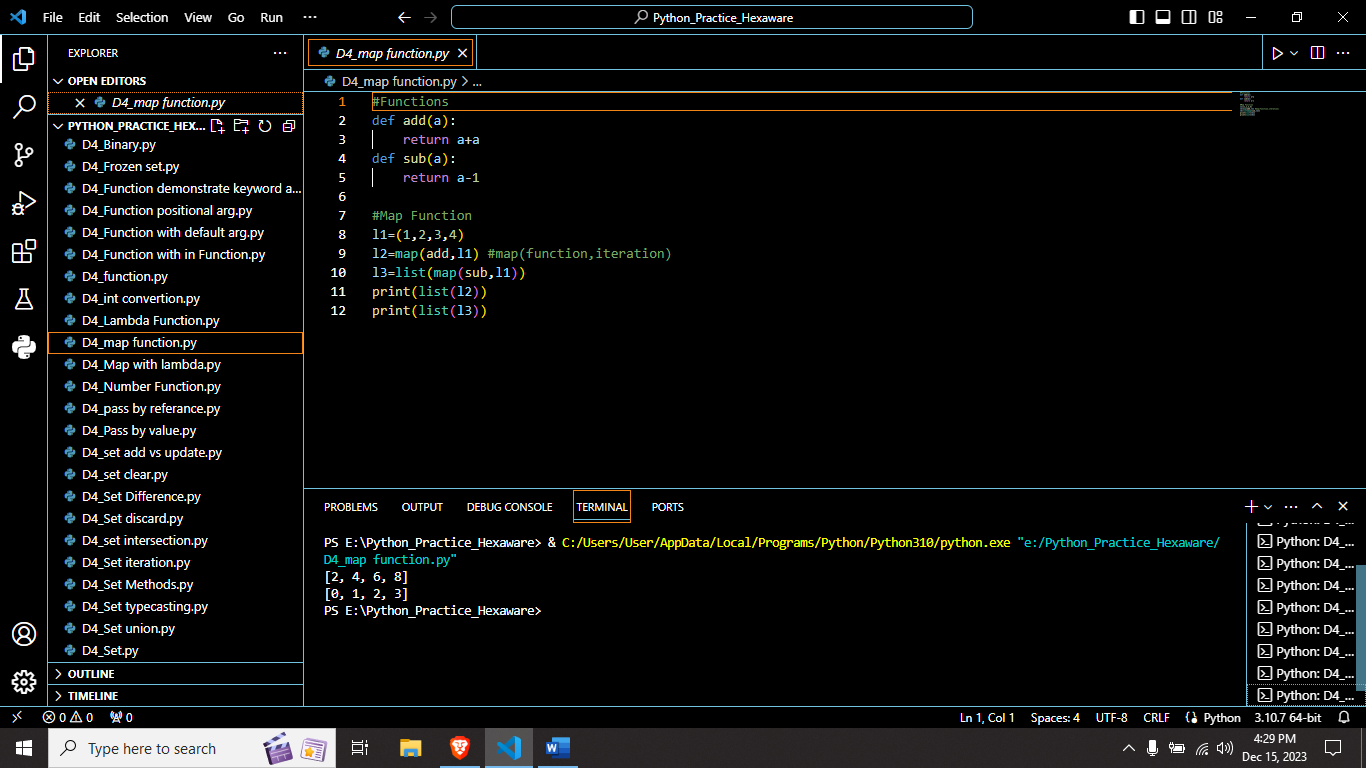 File Edit Selection View Go Run ··· Python_Practice_Hexaware
EXPLORER ···
OPEN EDITORS
D4_map function.py
PYTHON_PRACTICE_HEX...
D4_Binary.py
D4_Frozen set.py
D4_Function demonstrate keyword a...
D4_Function positional arg.py
D4_Function with default arg.py
D4_Function with in Function.py
D4_function.py
D4_int convertion.py
D4_Lambda Function.py
D4_map function.py
D4_Map with lambda.py
D4_Number Function.py
D4_pass by referance.py
D4_Pass by value.py
D4_set add vs update.py
D4_set clear.py
D4_Set Difference.py
D4_Set discard.py
D4_set intersection.py
D4_Set iteration.py
D4_Set Methods.py
D4_Set typecasting.py
D4_Set union.py
D4_Set.py
OUTLINE
TIMELINE
D4_map function.py
D4_map function.py > ...
1 #Functions
2 def add(a):
3     return a+a
4 def sub(a):
5     return a-1
6
7 #Map Function
8 l1=(1,2,3,4)
9 l2=map(add,l1) #map(function,iteration)
10 l3=list(map(sub,l1))
11 print(list(l2))
12 print(list(l3))
PROBLEMS OUTPUT DEBUG CONSOLE TERMINAL PORTS
PS E:\Python_Practice_Hexaware> & C:/Users/User/AppData/Local/Programs/Python/Python310/python.exe "e:/Python_Practice_Hexaware/
D4_map function.py"
[2, 4, 6, 8]
[0, 1, 2, 3]
PS E:\Python_Practice_Hexaware>
Python: D4_...
Python: D4_...
Python: D4_...
Python: D4_...
Python: D4_...
Python: D4_...
Python: D4_...
Python: D4_...
0 0 0 Ln 1, Col 1 Spaces: 4 UTF-8 CRLF Python 3.10.7 64-bit
Type here to search
4:29 PM
Dec 15, 2023